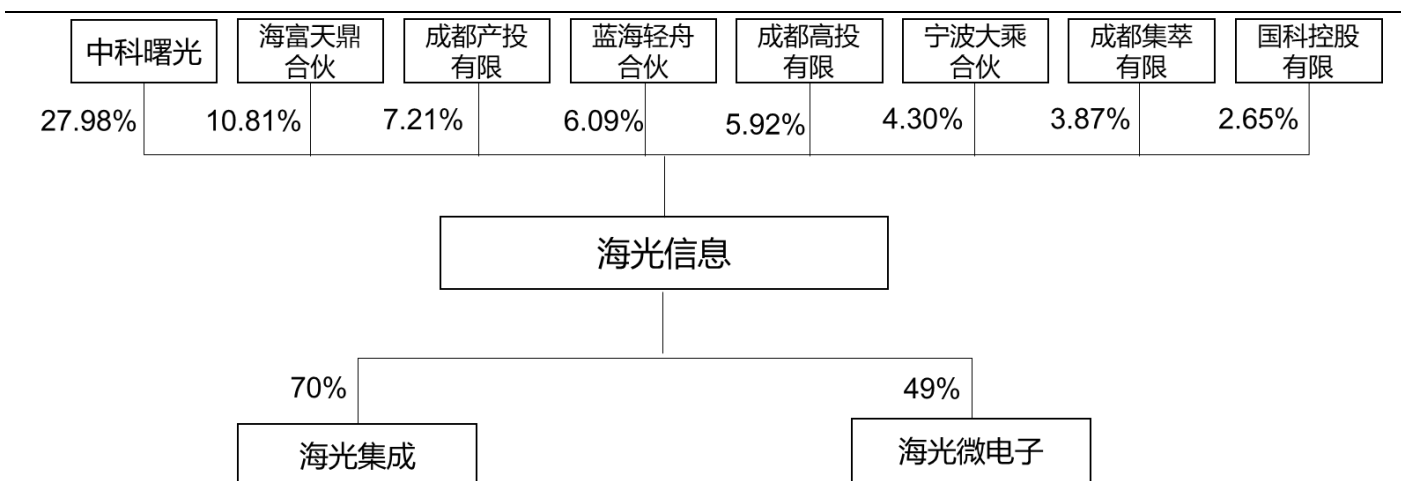 中科曙光
海富天鼎
合伙
成都产投
有限
蓝海轻舟
合伙
成都高投
有限
宁波大乘
合伙
成都集萃
有限
国科控股
有限
27.98%
10.81%
7.21%
6.09%
5.92%
4.30%
3.87%
2.65%
海光信息
70%
49%
海光集成
海光微电子